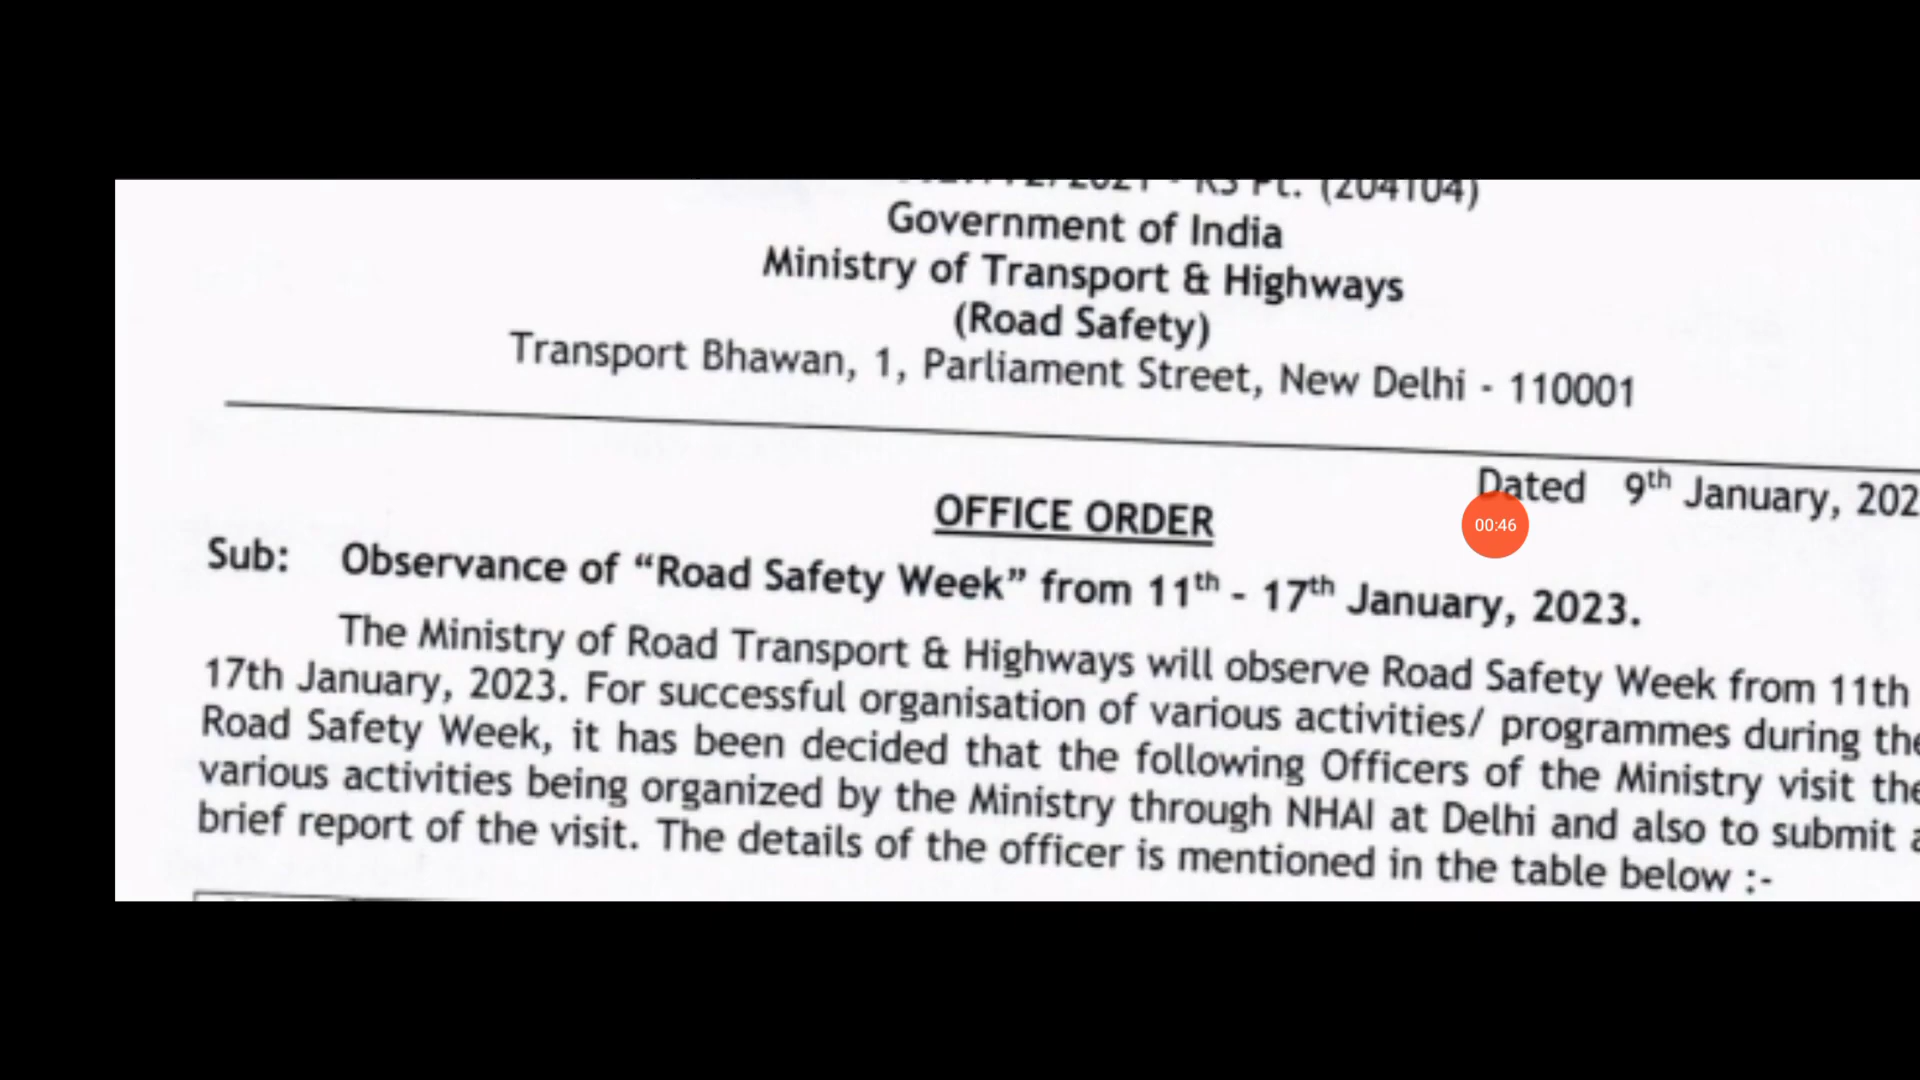 2021 - RS Pt. (204104)
Government of India
Ministry of Transport & Highways
(Road Safety)
Transport Bhawan, 1, Parliament Street, New Delhi - 110001
Dated 9th January, 202
OFFICE ORDER
00:46
Sub: Observance of “Road Safety Week” from 11th - 17th January, 2023.
The Ministry of Road Transport & Highways will observe Road Safety Week from 11th
17th January, 2023. For successful organisation of various activities/ programmes during the
Road Safety Week, it has been decided that the following Officers of the Ministry visit the
various activities being organized by the Ministry through NHAI at Delhi and also to submit a
brief report of the visit. The details of the officer is mentioned in the table below :-